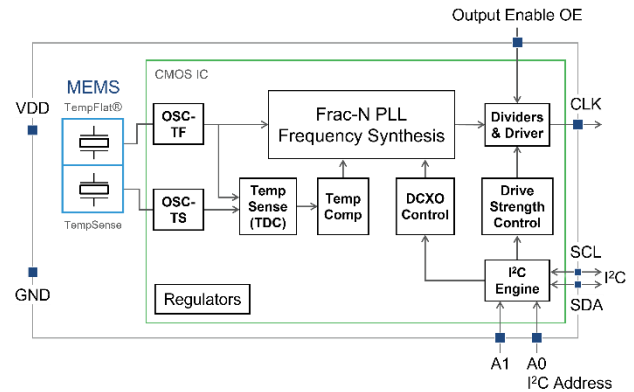 Output Enable OE
CMOS IC
MEMS
TempFlat®
VDD
OSC-
TF
Frac-N PLL
Frequency Synthesis
Dividers
& Driver
CLK
OSC-
TS
TempSense
Temp
Sense
(TDC)
Temp
Comp
DCXO
Control
Drive
Strength
Control
GND
Regulators
I²C
Engine
SCL
I²C
SDA
A1
A0
I²C Address